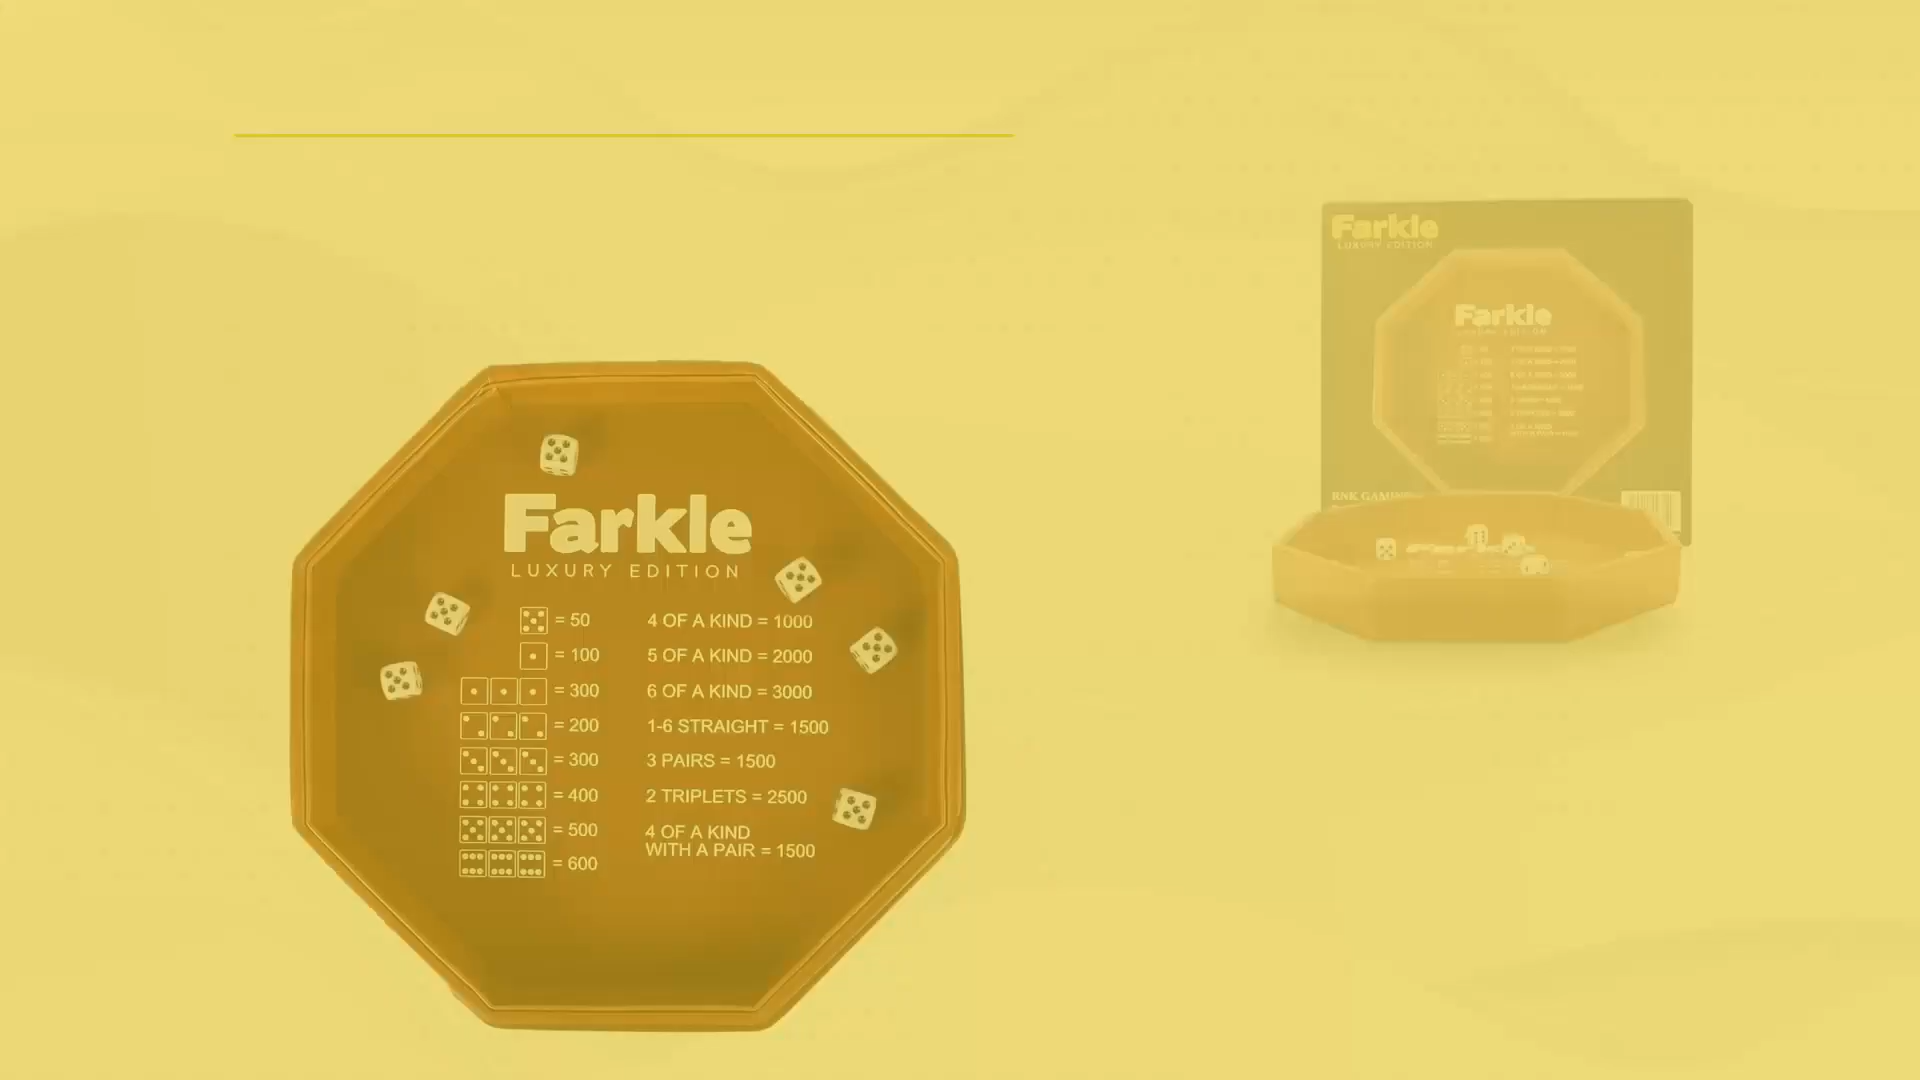 Farkle
LUXURY EDITION
= 50
= 100
= 300
= 200
= 300
= 400
= 500
= 600
4 OF A KIND = 1000
5 OF A KIND = 2000
6 OF A KIND = 3000
1-6 STRAIGHT = 1500
3 PAIRS = 1500
2 TRIPLETS = 2500
4 OF A KIND
WITH A PAIR = 1500
Farkle
LUXURY EDITION
Farkle
RNK GAMING